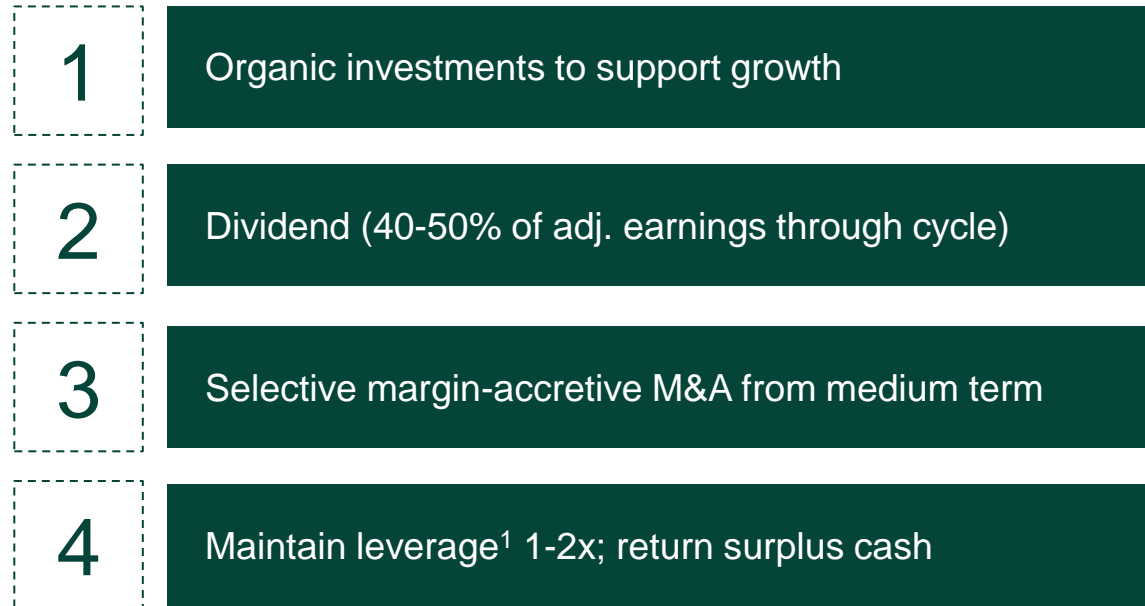 1
Organic investments to support growth
2
Dividend (40-50% of adj. earnings through cycle)
3
Selective margin-accretive M&A from medium term
4
Maintain leverage¹ 1-2x; return surplus cash